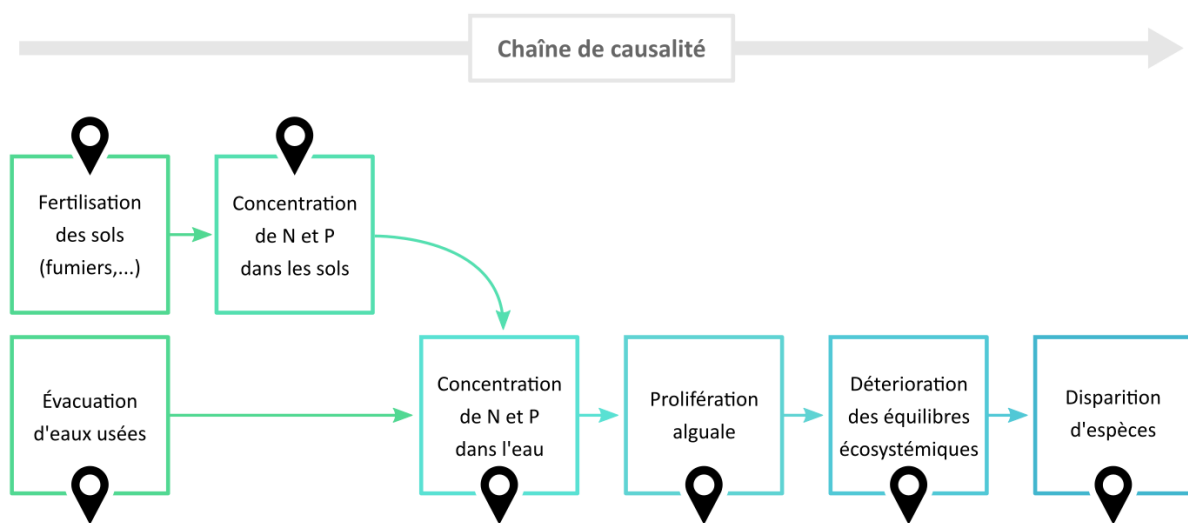 Chaîne de causalité
Fertilisation
des sols
(fumiers,...)
Concentration
de N et P
dans les sols
Évacuation
d'eaux usées
Concentration
de N et P
dans l'eau
Prolifération
alguale
Déterioration
des équilibres
écosystémiques
Disparition
d'espèces